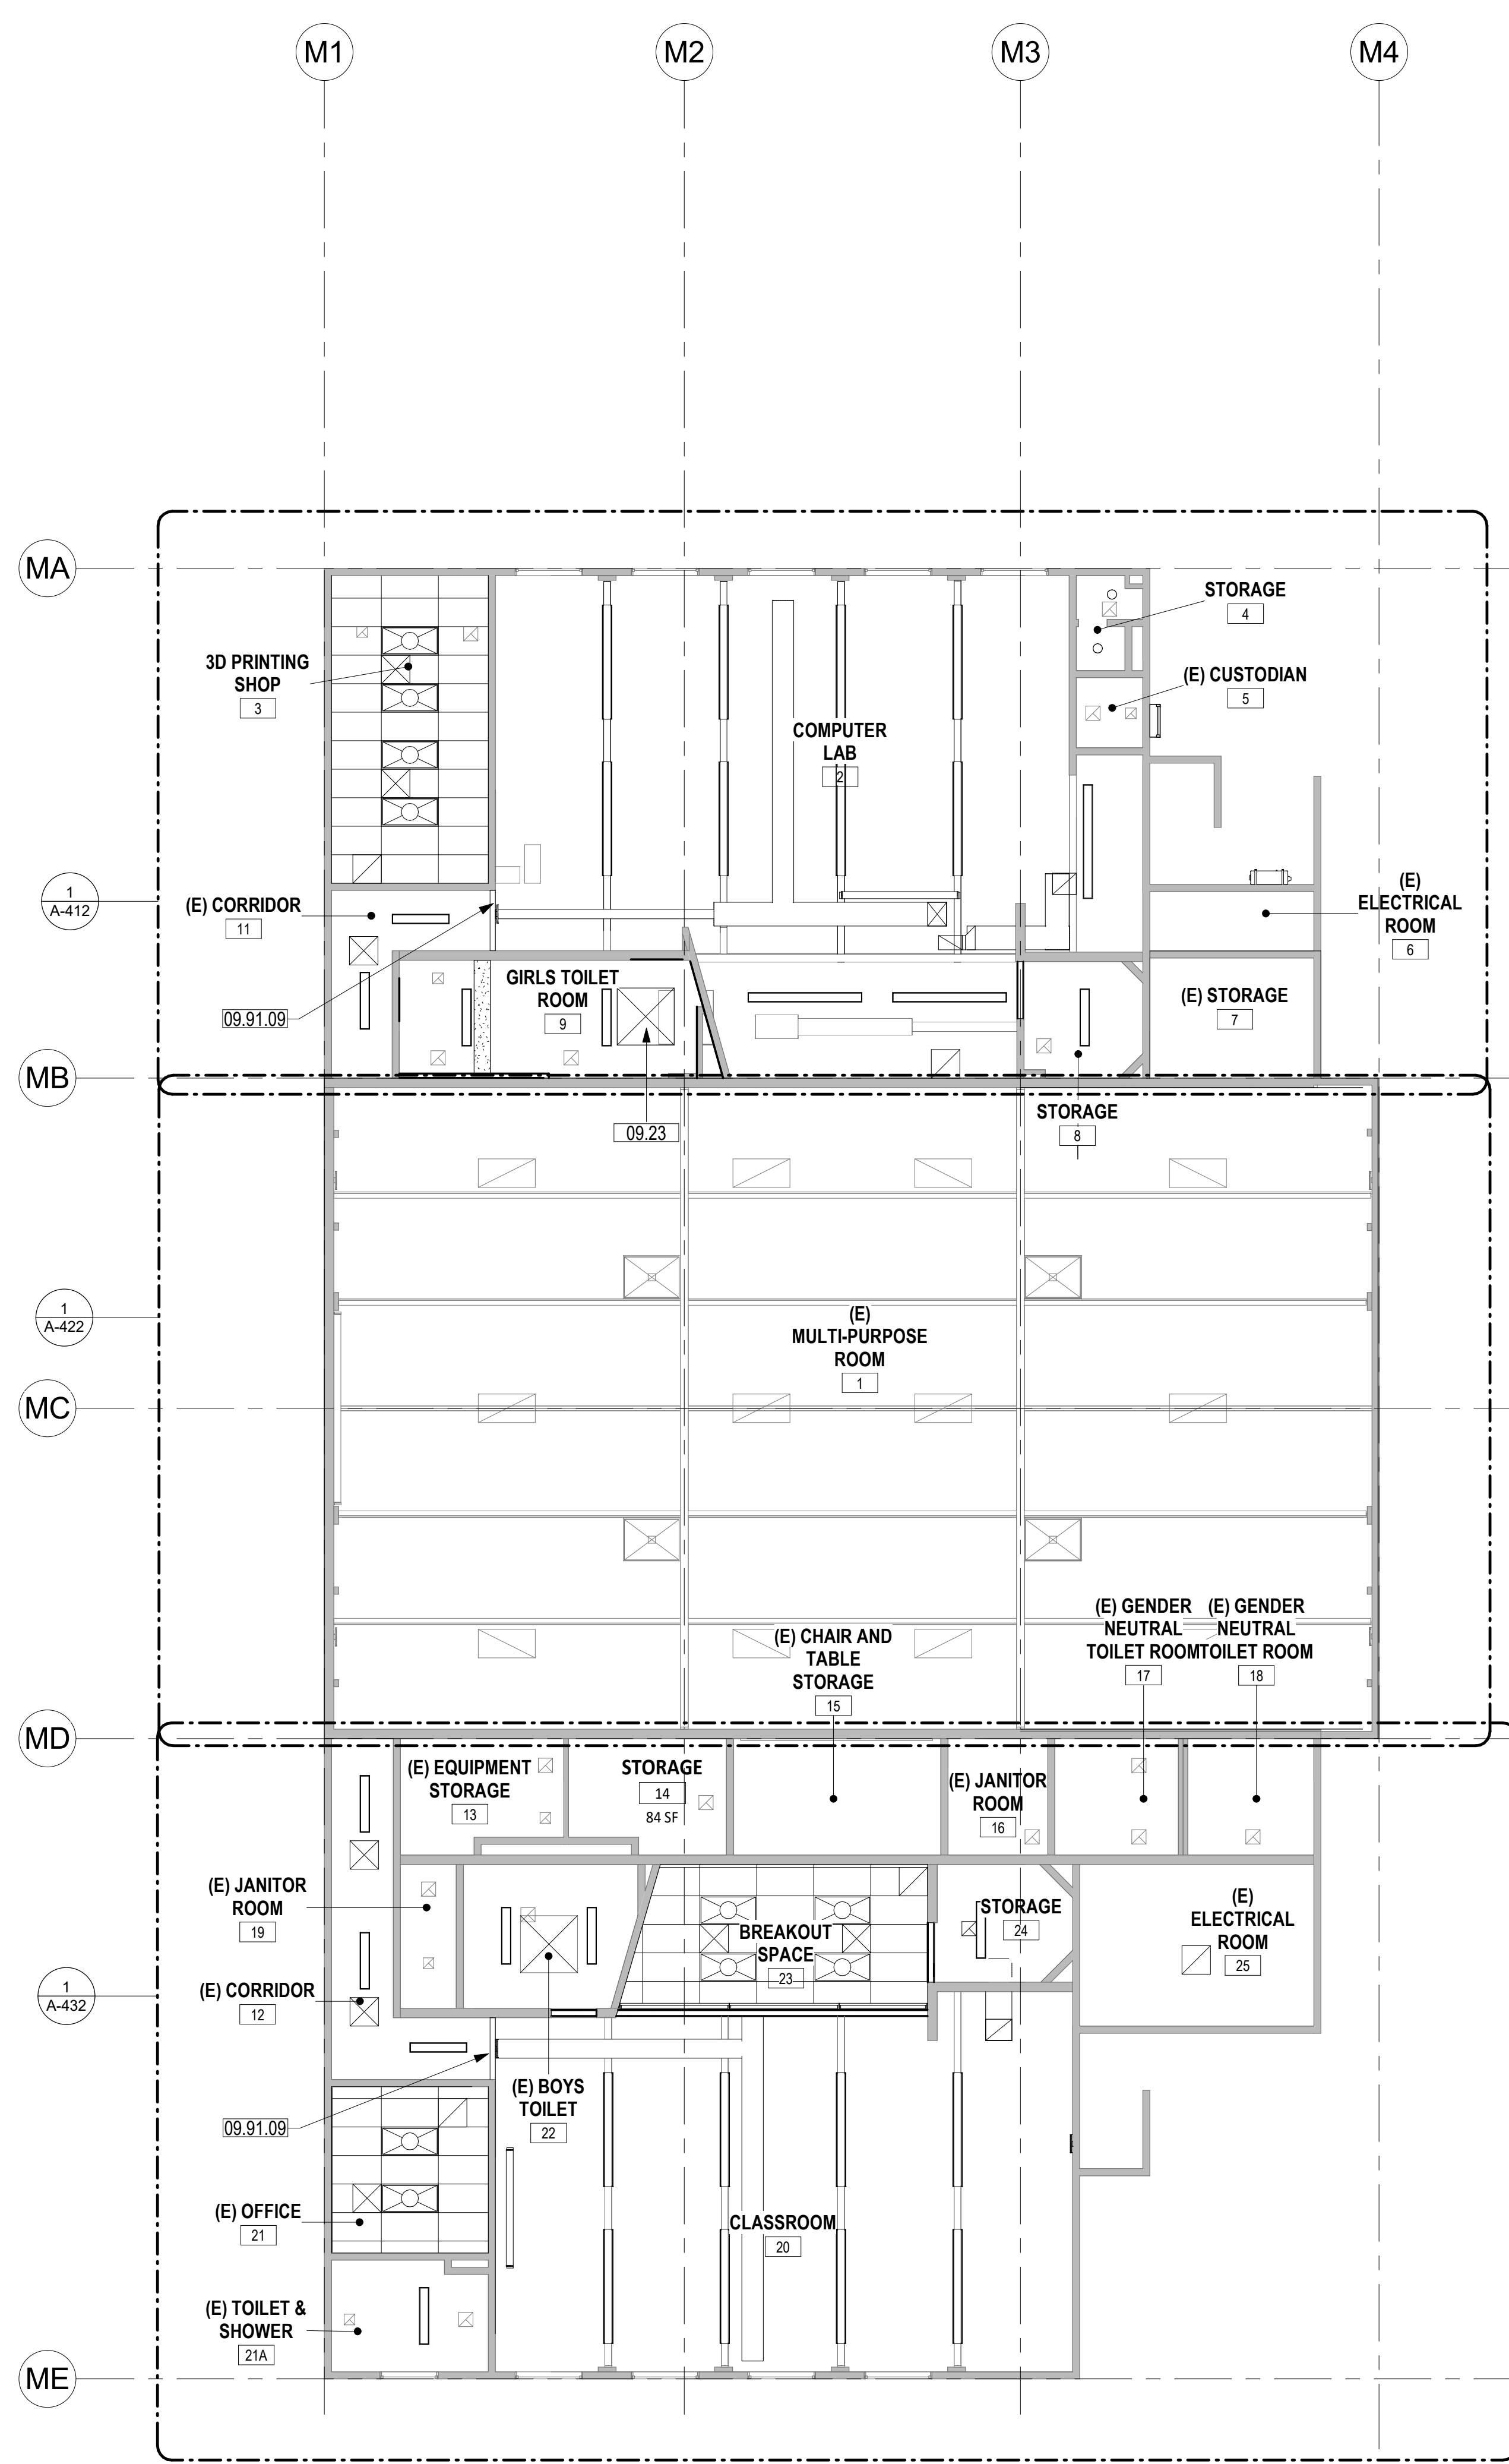 M1
M2
M3
M4
MA
STORAGE
4
3D PRINTING
SHOP
3
(E) CUSTODIAN
5
COMPUTER
LAB
2
1
A-412
(E) CORRIDOR
11
(E)
ELECTRICAL
ROOM
6
GIRLS TOILET
ROOM
9
(E) STORAGE
7
09.91.09
MB
STORAGE
8
09.23
1
A-422
(E)
MULTI-PURPOSE
ROOM
1
MC
(E) GENDER
NEUTRAL
TOILET ROOM
17
(E) GENDER
NEUTRAL
TOILET ROOM
18
(E) CHAIR AND
TABLE
STORAGE
15
MD
(E) EQUIPMENT
STORAGE
13
STORAGE
14
84 SF
(E) JANITOR
ROOM
16
(E) JANITOR
ROOM
19
BREAKOUT
SPACE
23
STORAGE
24
(E)
ELECTRICAL
ROOM
25
1
A-432
(E) CORRIDOR
12
(E) BOYS
TOILET
22
09.91.09
(E) OFFICE
21
CLASSROOM
20
(E) TOILET &
SHOWER
21A
ME